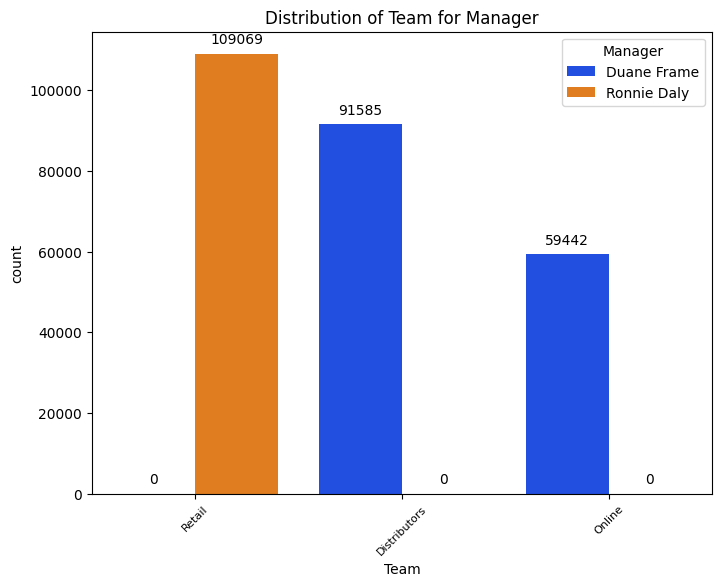 Distribution of Team for Manager
Manager
Duane Frame
Ronnie Daly
109069
91585
59442
0
0
0
100000
80000
60000
40000
20000
0
count
Retail
Distributors
Online
Team